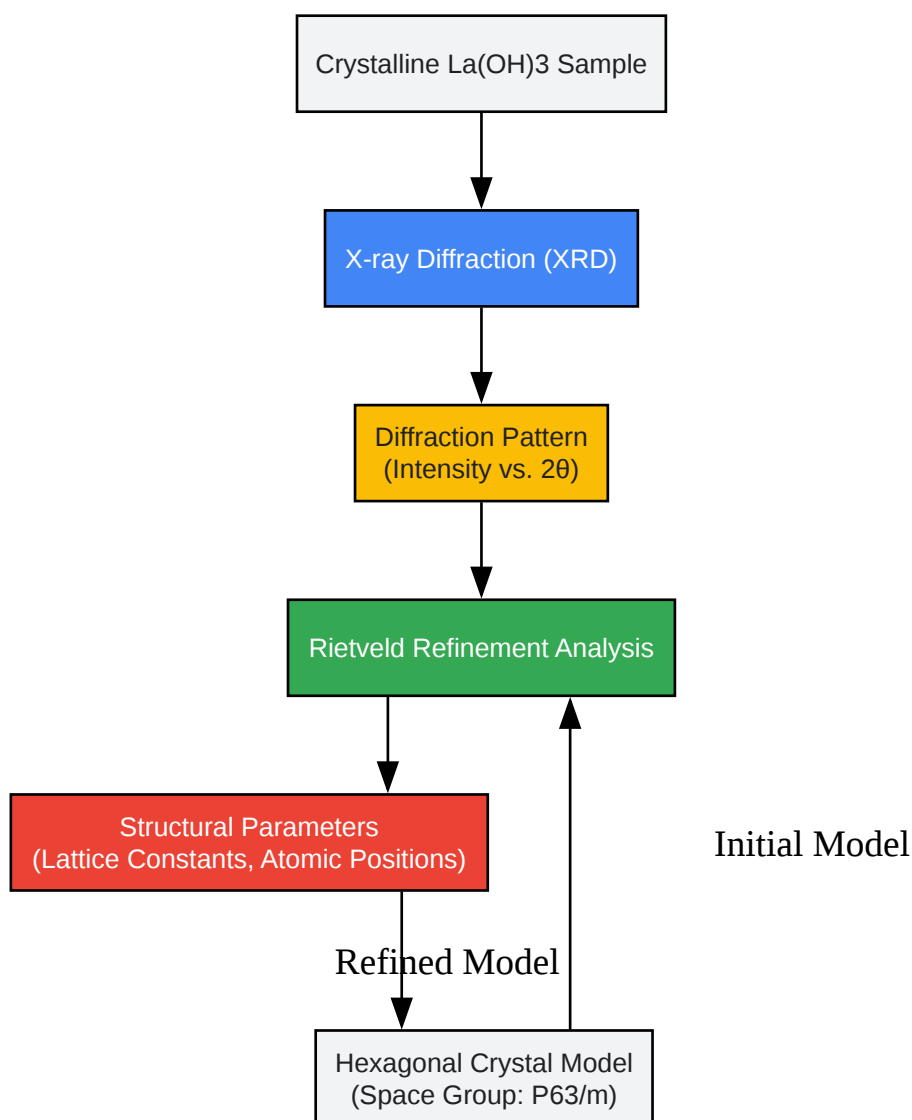 Crystalline La(OH)3 Sample
X-ray Diffraction (XRD)
Diffraction Pattern
(Intensity vs. 2θ)
Rietveld Refinement Analysis
Structural Parameters
(Lattice Constants, Atomic Positions)
Initial Model
Refined Model
Hexagonal Crystal Model
(Space Group: P63/m)